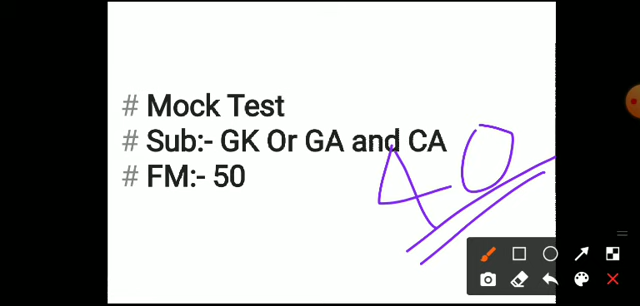 # Mock Test
# Sub:- GK Or GA and CA
# FM:- 50
40